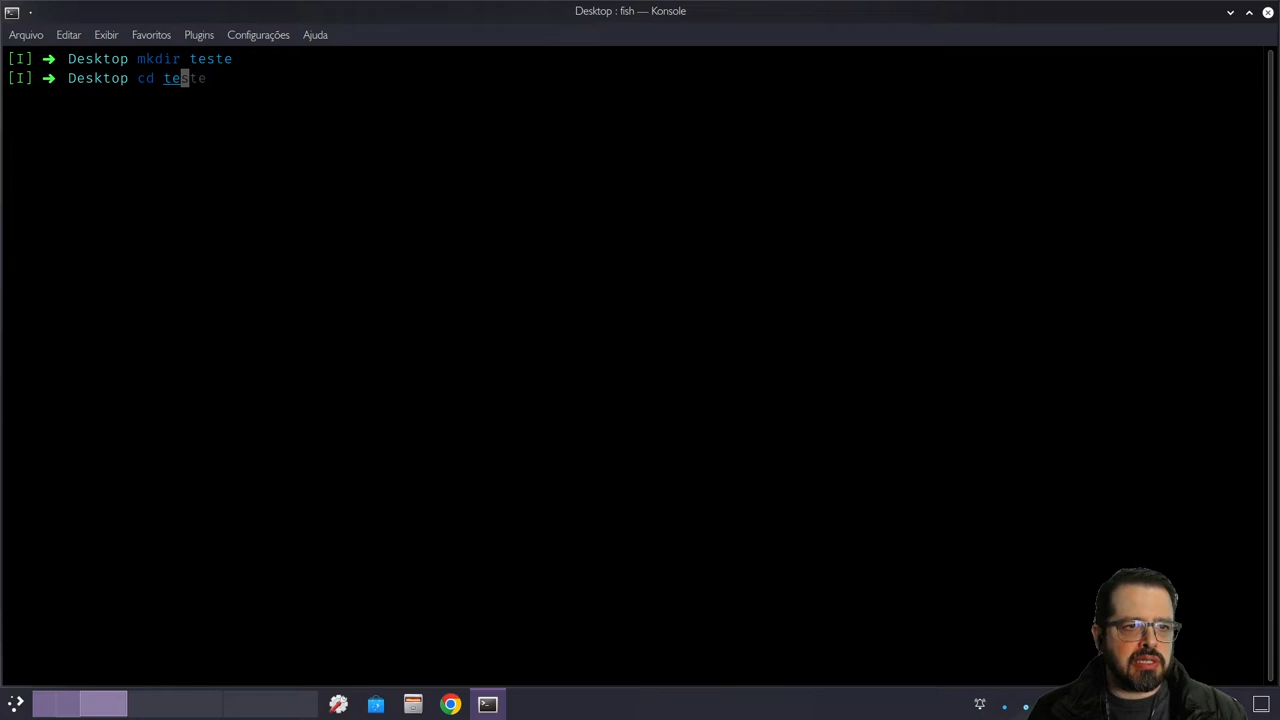 Desktop : fish — Konsole
Arquivo Editar Exibir Favoritos Plugins Configurações Ajuda
[I] ➜ Desktop mkdir teste
[I] ➜ Desktop cd teste